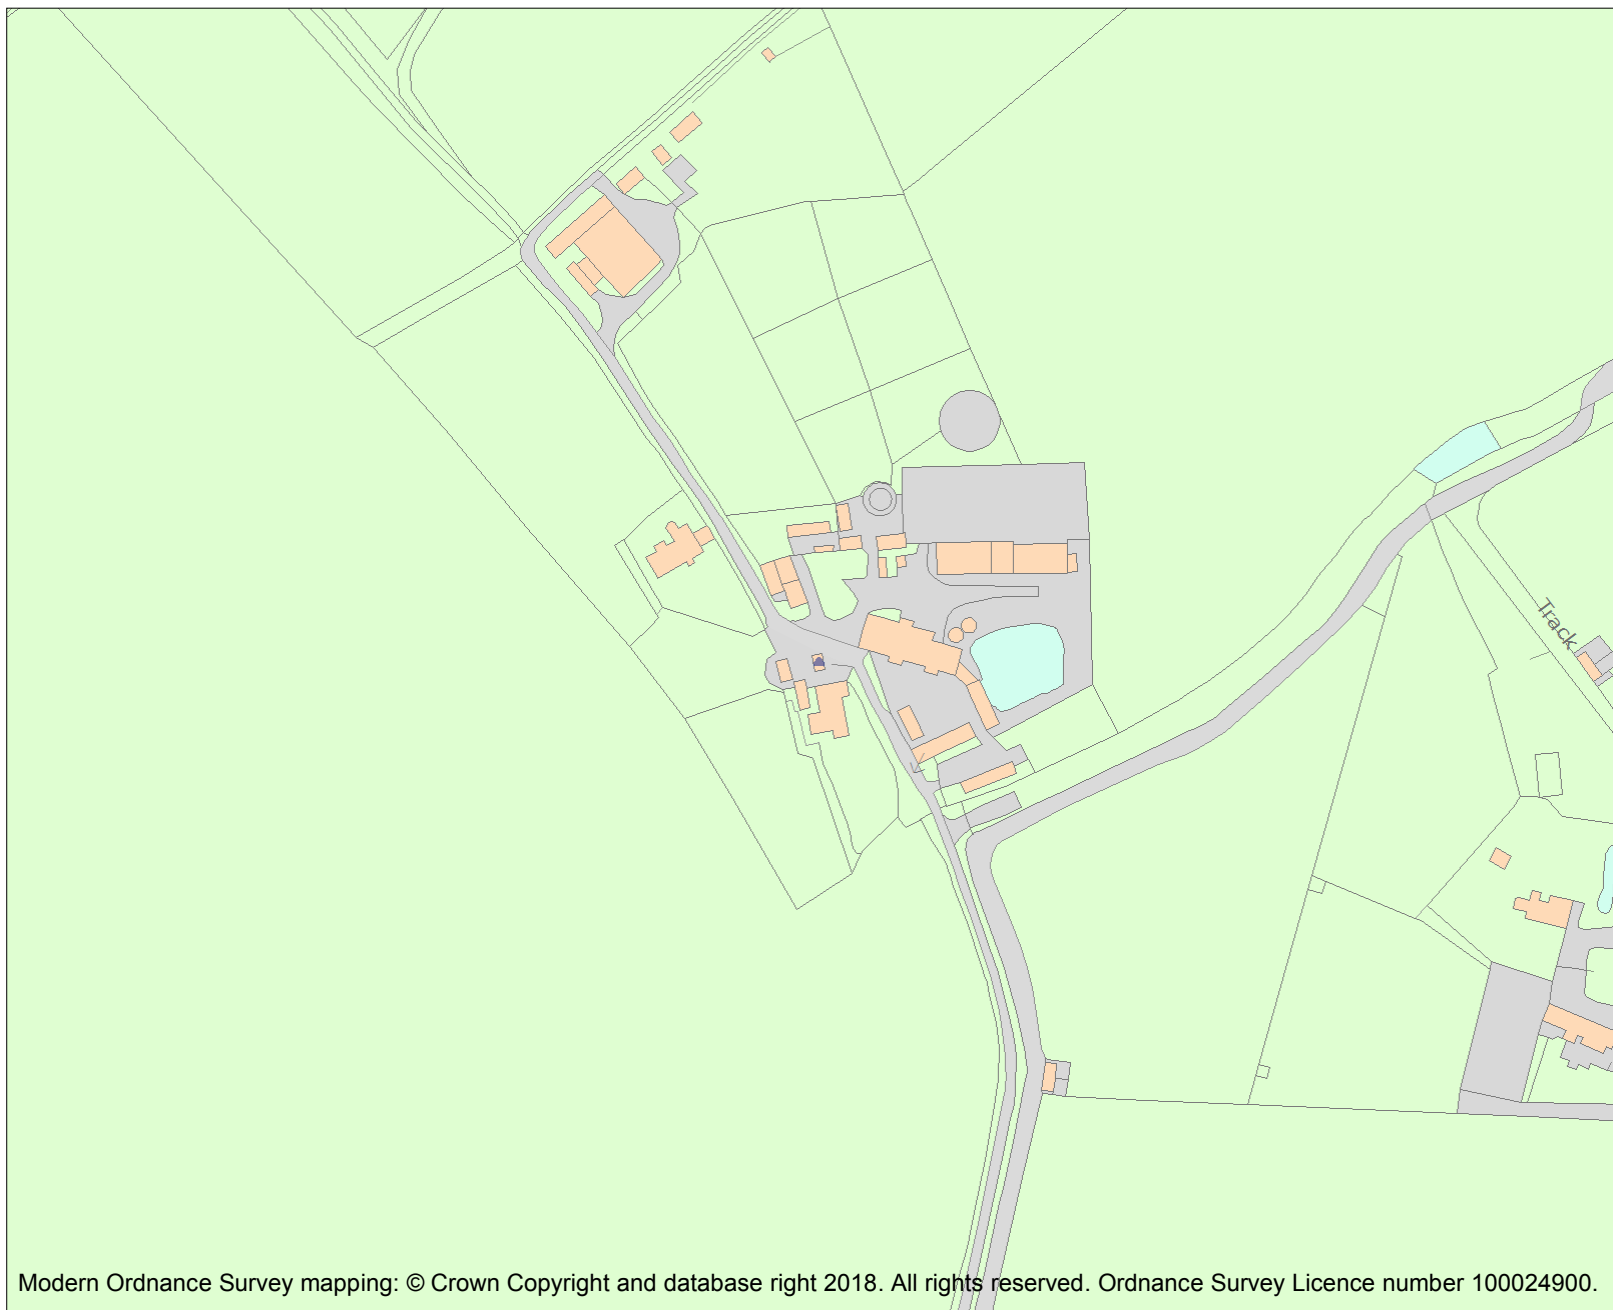 Track
Modern Ordnance Survey mapping: © Crown Copyright and database right 2018. All rights reserved. Ordnance Survey Licence number 100024900.